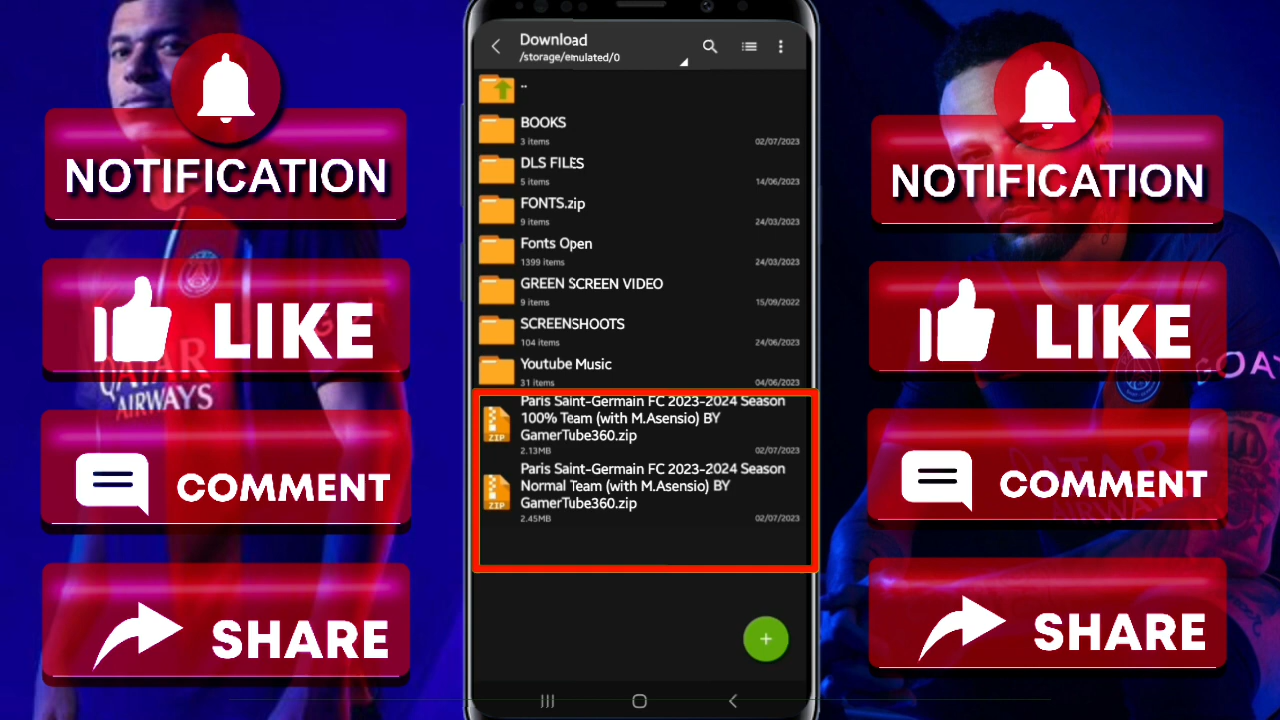 NOTIFICATION
LIKE
QATAR
AIRWAYS
COMMENT
SHARE
Download
/storage/emulated/0
..
BOOKS
3 items
02/07/2023
DLS FILES
5 items
14/06/2023
FONTS.zip
9 items
24/03/2023
Fonts Open
1399 items
24/03/2023
GREEN SCREEN VIDEO
9 items
15/09/2022
SCREENSHOOTS
104 items
24/06/2023
Youtube Music
31 items
04/06/2023
Paris Saint-Germain FC 2023-2024 Season
100% Team (with M.Asensio) BY
GamerTube360.zip
ZIP
2.13MB
02/07/2023
Paris Saint-Germain FC 2023-2024 Season
Normal Team (with M.Asensio) BY
GamerTube360.zip
ZIP
2.45MB
02/07/2023
NOTIFICATION
LIKE
GOA
COMMENT
SHARE